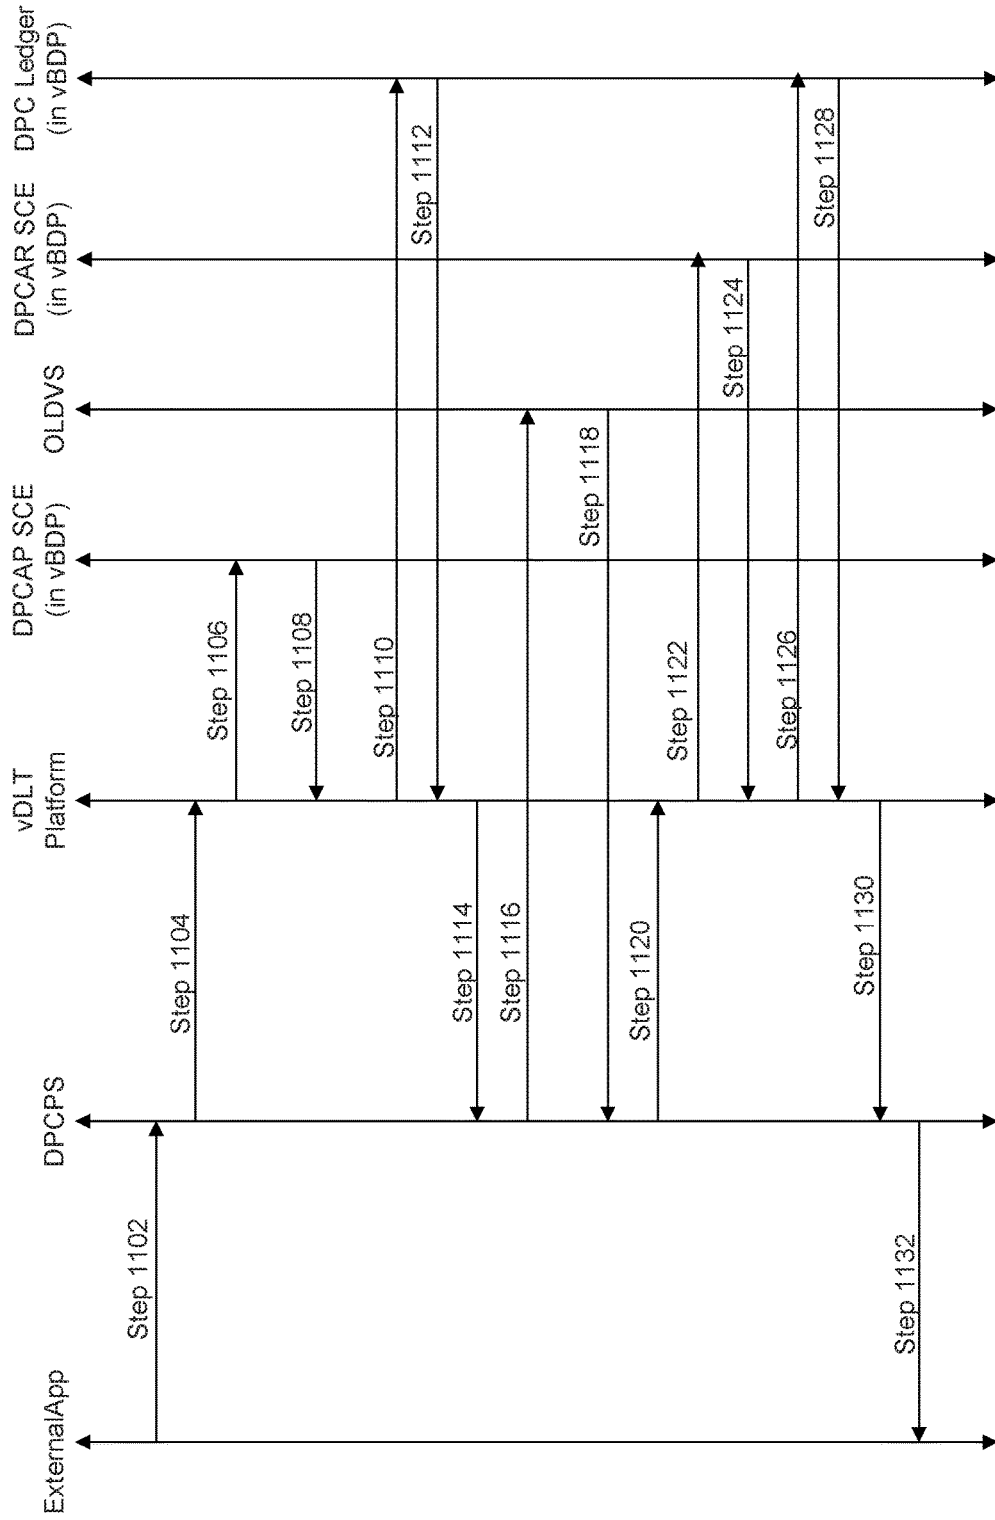 ExternalApp
DPCPS
vDLT
Platform
DPCAP SCE
(in vBDP)
OLDVS
DPCAR SCE
(in vBDP)
DPC Ledger
(in vBDP)
Step 1102
Step 1104
Step 1106
Step 1108
Step 1110
Step 1112
Step 1114
Step 1116
Step 1118
Step 1120
Step 1122
Step 1124
Step 1126
Step 1128
Step 1130
Step 1132